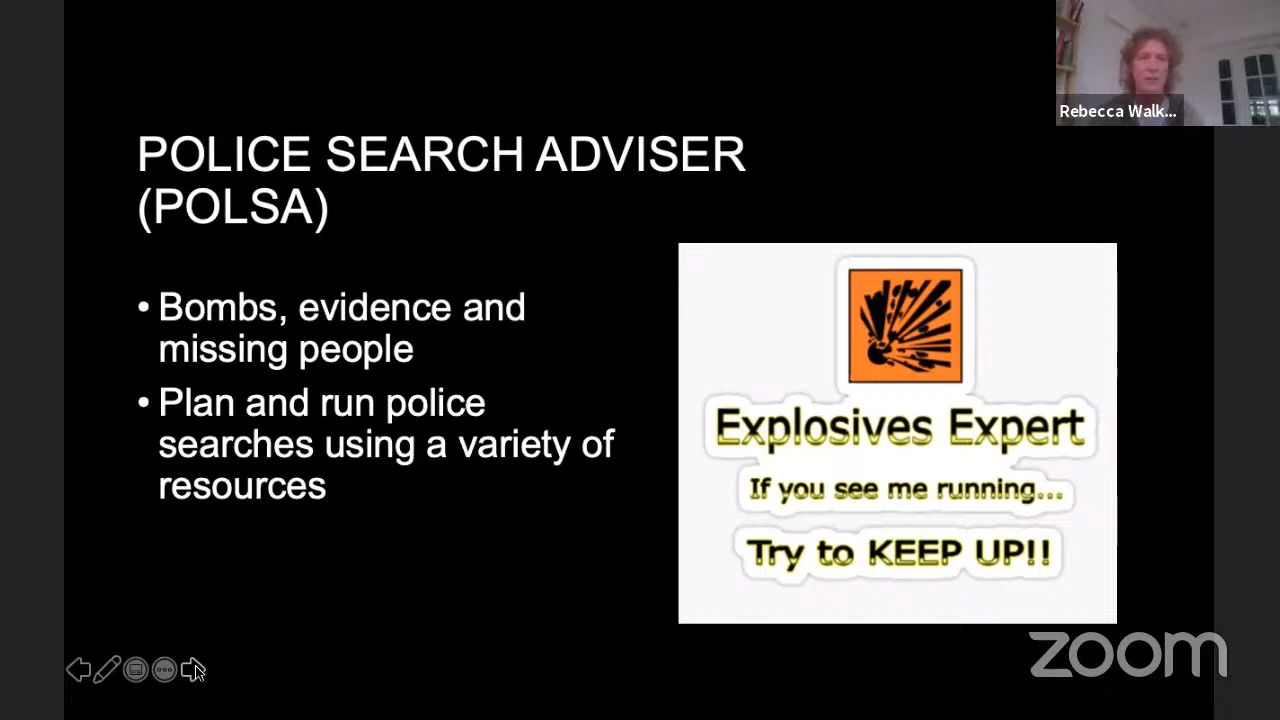 Rebecca Walk...
POLICE SEARCH ADVISER
(POLSA)
• Bombs, evidence and
missing people
• Plan and run police
searches using a variety of
resources
Explosives Expert
If you see me running...
Try to KEEP UP!!
zoom